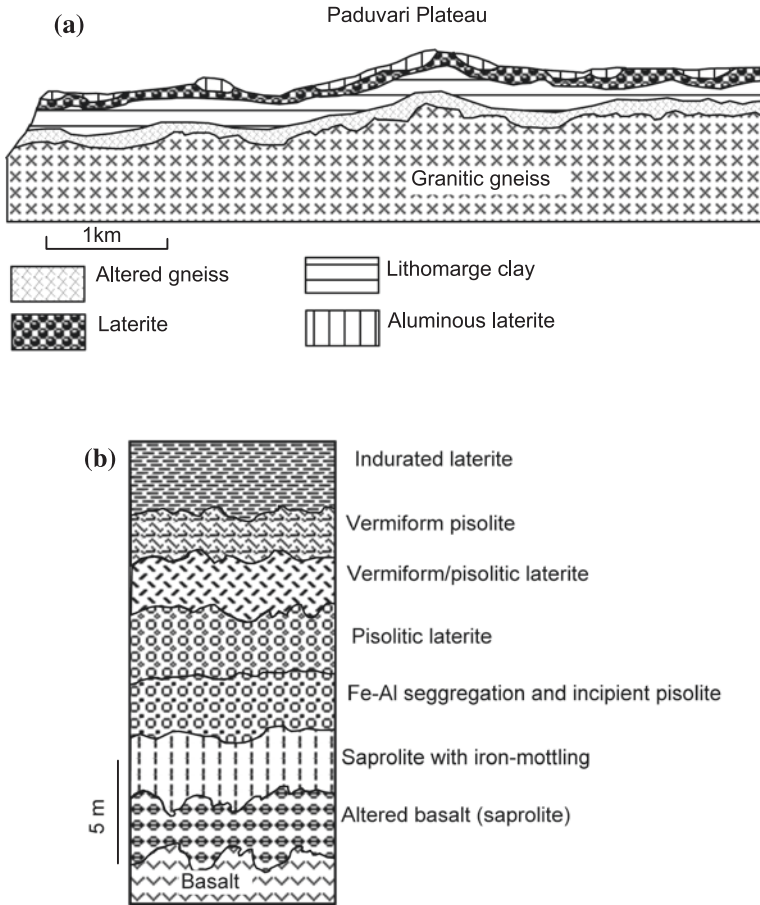 (a)
Paduvari Plateau
Granitic gneiss
1km
Altered gneiss
Lithomarge clay
Laterite
Aluminous laterite
(b)
Indurated laterite
Vermiform pisolite
Vermiform/pisolitic laterite
Pisolitic laterite
Fe-Al seggregation and incipient pisolite
Saprolite with iron-mottling
5 m
Altered basalt (saprolite)
Basalt